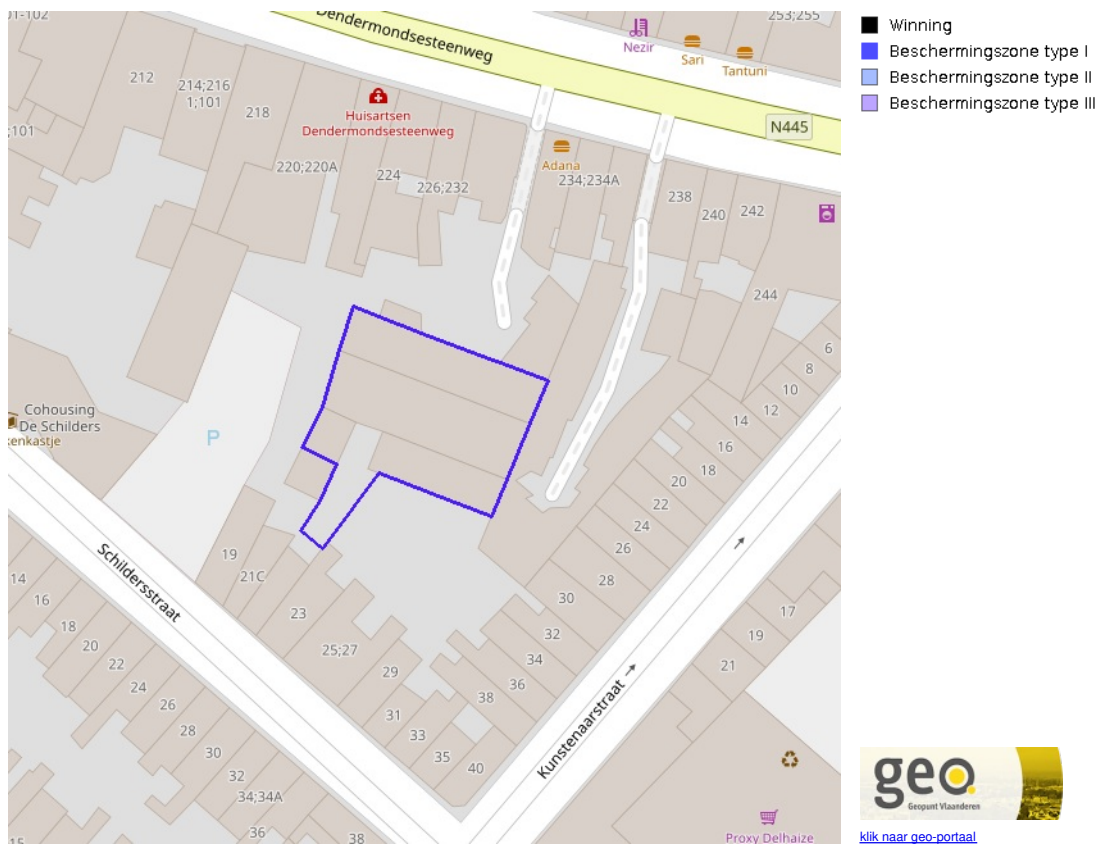 01-102
Dendermondsesteenweg
253;255
Nezir
Sari
Tantuni
212
214;216
1;101
218
Huisartsen
Dendermondsesteenweg
N445
;101
Adana
220;220A
224
226;232
234;234A
238
240
242
244
6
8
10
12
14
16
18
20
22
24
26
28
30
32
34
36
38
40
Cohousing
De Schilders
kenkastje
P
Schildersstraat
19
21C
23
25;27
29
31
33
35
14
16
18
20
22
24
26
28
30
32
34;34A
36
38
15
Kunstenaarstraat
17
19
21
Proxy Delhaize
Winning
Beschermingszone type I
Beschermingszone type II
Beschermingszone type III
geo
Geopunt Vlaanderen
klik naar geo-portaal